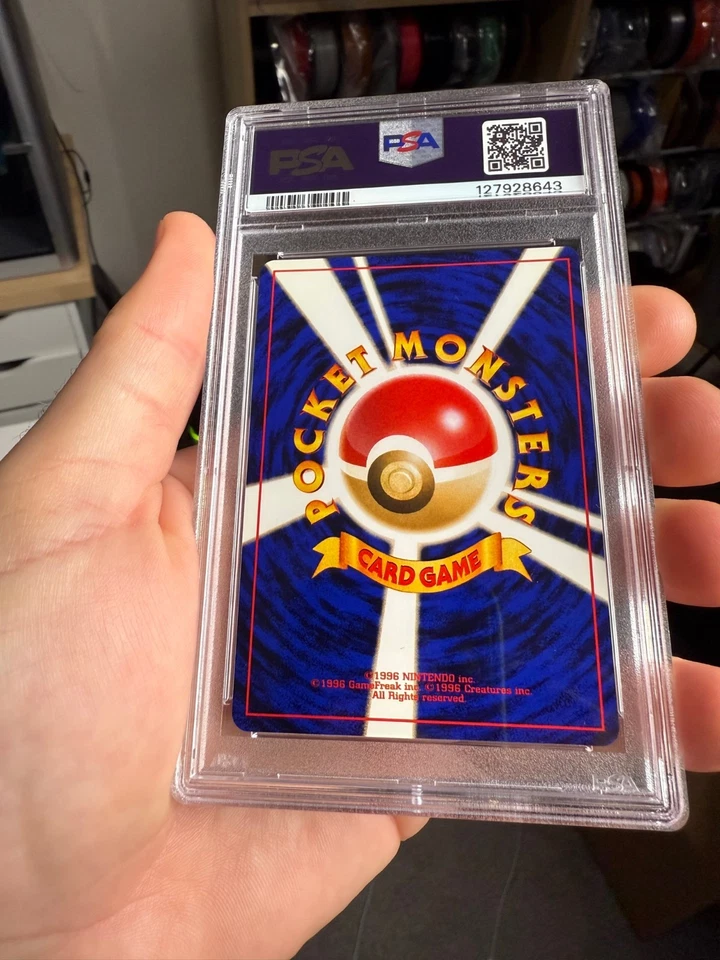 PSA
PSA
127928643
POCKET MONSTERS
CARD GAME
©1996 NINTENDO inc.
©1996 GameFreak inc. ©1996 Creatures inc.
All Rights reserved.
PSA